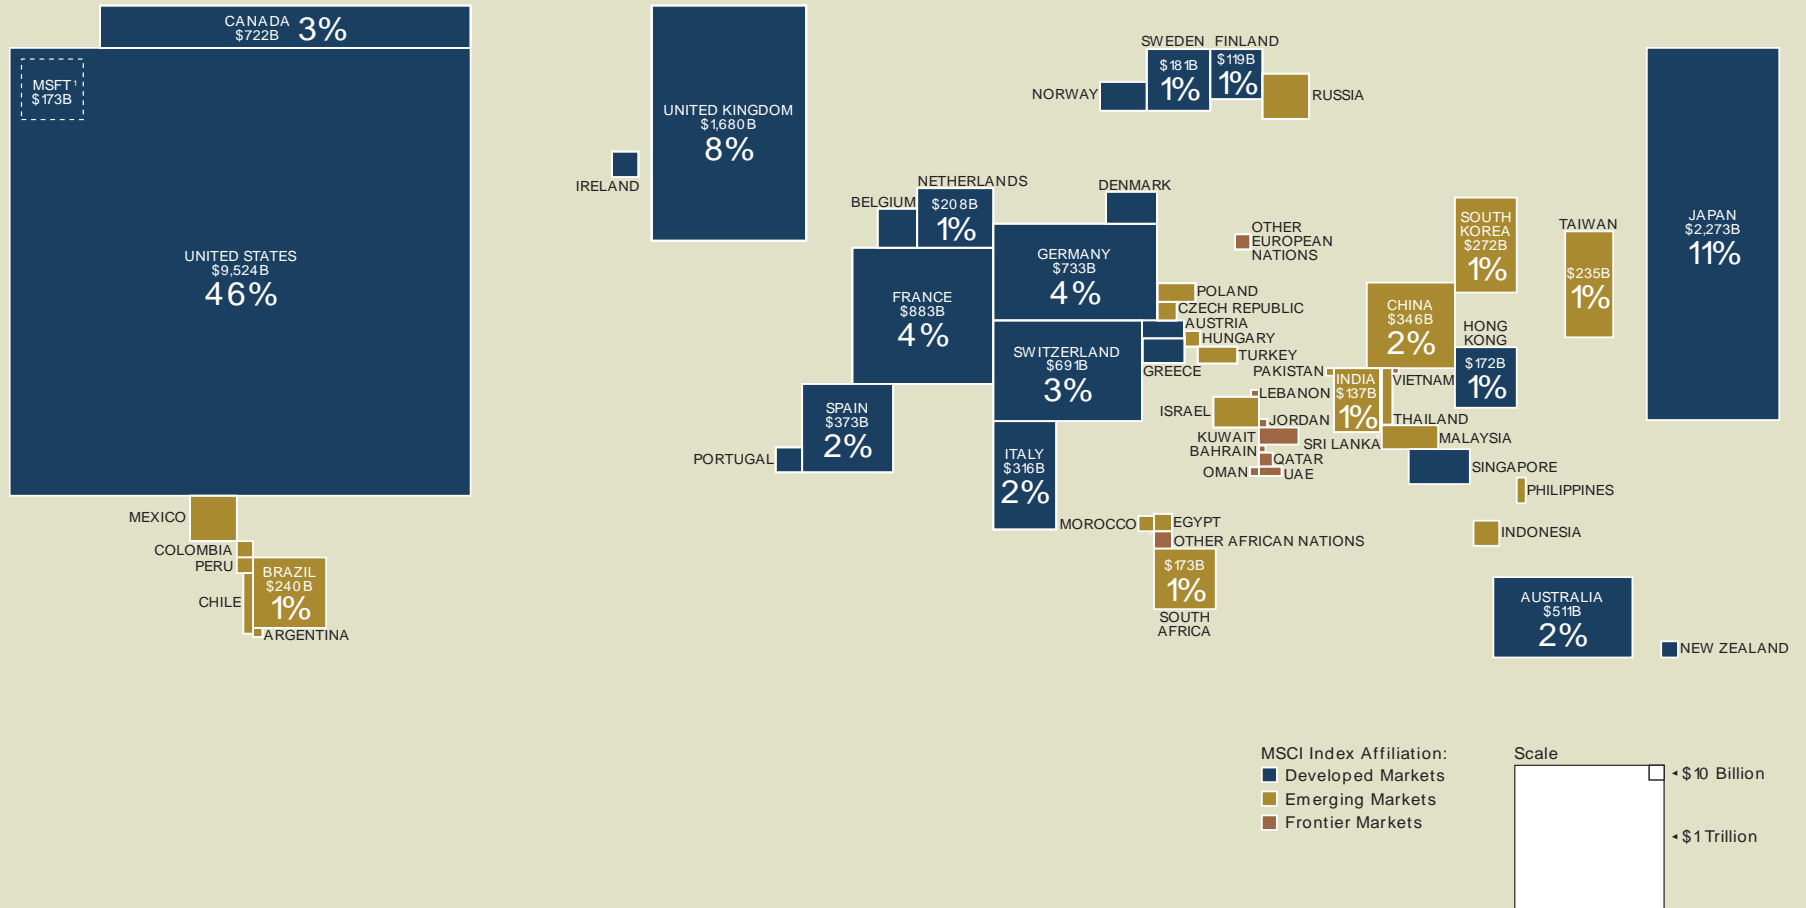 CANADA
$722B
3%
MSFT¹
$173B
UNITED STATES
$9,524B
46%
MEXICO
COLOMBIA
PERU
CHILE
BRAZIL
$240B
1%
ARGENTINA
IRELAND
UNITED KINGDOM
$1,680B
8%
NORWAY
SWEDEN
$181B
1%
FINLAND
$119B
1%
RUSSIA
NETHERLANDS
$208B
1%
BELGIUM
DENMARK
OTHER
EUROPEAN
NATIONS
GERMANY
$733B
4%
FRANCE
$883B
4%
POLAND
CZECH REPUBLIC
AUSTRIA
HUNGARY
TURKEY
GREECE
SWITZERLAND
$691B
3%
SPAIN
$373B
2%
PORTUGAL
ITALY
$316B
2%
PAKISTAN
LEBANON
ISRAEL
JORDAN
KUWAIT
BAHRAIN
QATAR
OMAN
UAE
SRI LANKA
INDIA
$137B
1%
CHINA
$346B
2%
SOUTH
KOREA
$272B
1%
TAIWAN
$235B
1%
JAPAN
$2,273B
11%
HONG
KONG
$172B
1%
VIETNAM
THAILAND
MALAYSIA
SINGAPORE
PHILIPPINES
INDONESIA
MOROCCO
EGYPT
OTHER AFRICAN NATIONS
$173B
1%
SOUTH
AFRICA
AUSTRALIA
$511B
2%
NEW ZEALAND
MSCI Index Affiliation:
Developed Markets
Emerging Markets
Frontier Markets
Scale
$10 Billion
$1 Trillion